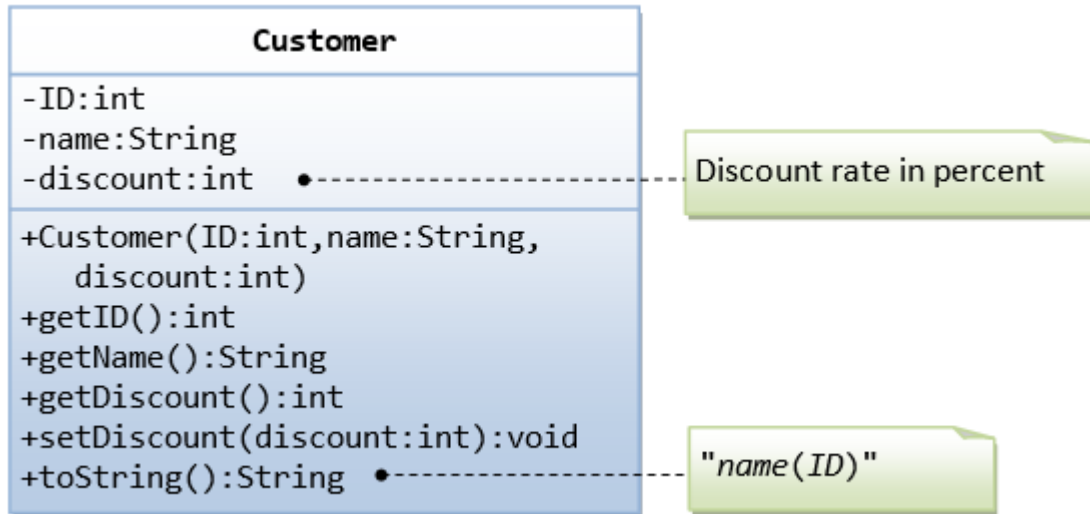 Customer
-ID:int
-name:String
-discount:int
Discount rate in percent
+Customer(ID:int,name:String,
discount:int)
+getID():int
+getName():String
+getDiscount():int
+setDiscount(discount:int):void
+toString():String
"name(ID)"